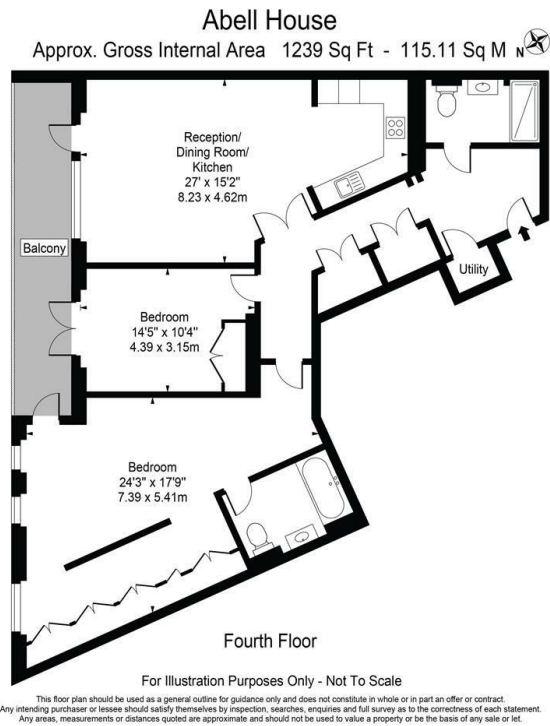 Abell House
Approx. Gross Internal Area 1239 Sq Ft - 115.11 Sq M
N
Reception/
Dining Room/
Kitchen
27' x 15'2"
8.23 x 4.62m
Balcony
Utility
Bedroom
14'5" x 10'4"
4.39 x 3.15m
Bedroom
24'3" x 17'9"
7.39 x 5.41m
Fourth Floor
For Illustration Purposes Only - Not To Scale
This floor plan should be used as a general outline for guidance only and does not constitute in whole or in part an offer or contract.
Any intending purchaser or lessee should satisfy themselves by inspection, searches, enquiries and full survey as to the correctness of each statement.
Any areas, measurements or distances quoted are approximate and should not be used to value a property or be the basis of any sale or let.